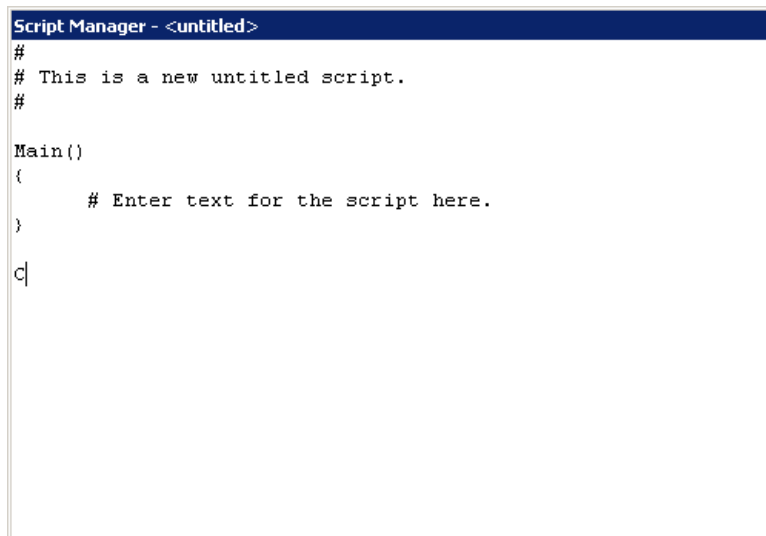 Script Manager - <untitled>
#
# This is a new untitled script.
#
Main()
{
# Enter text for the script here.
}
C